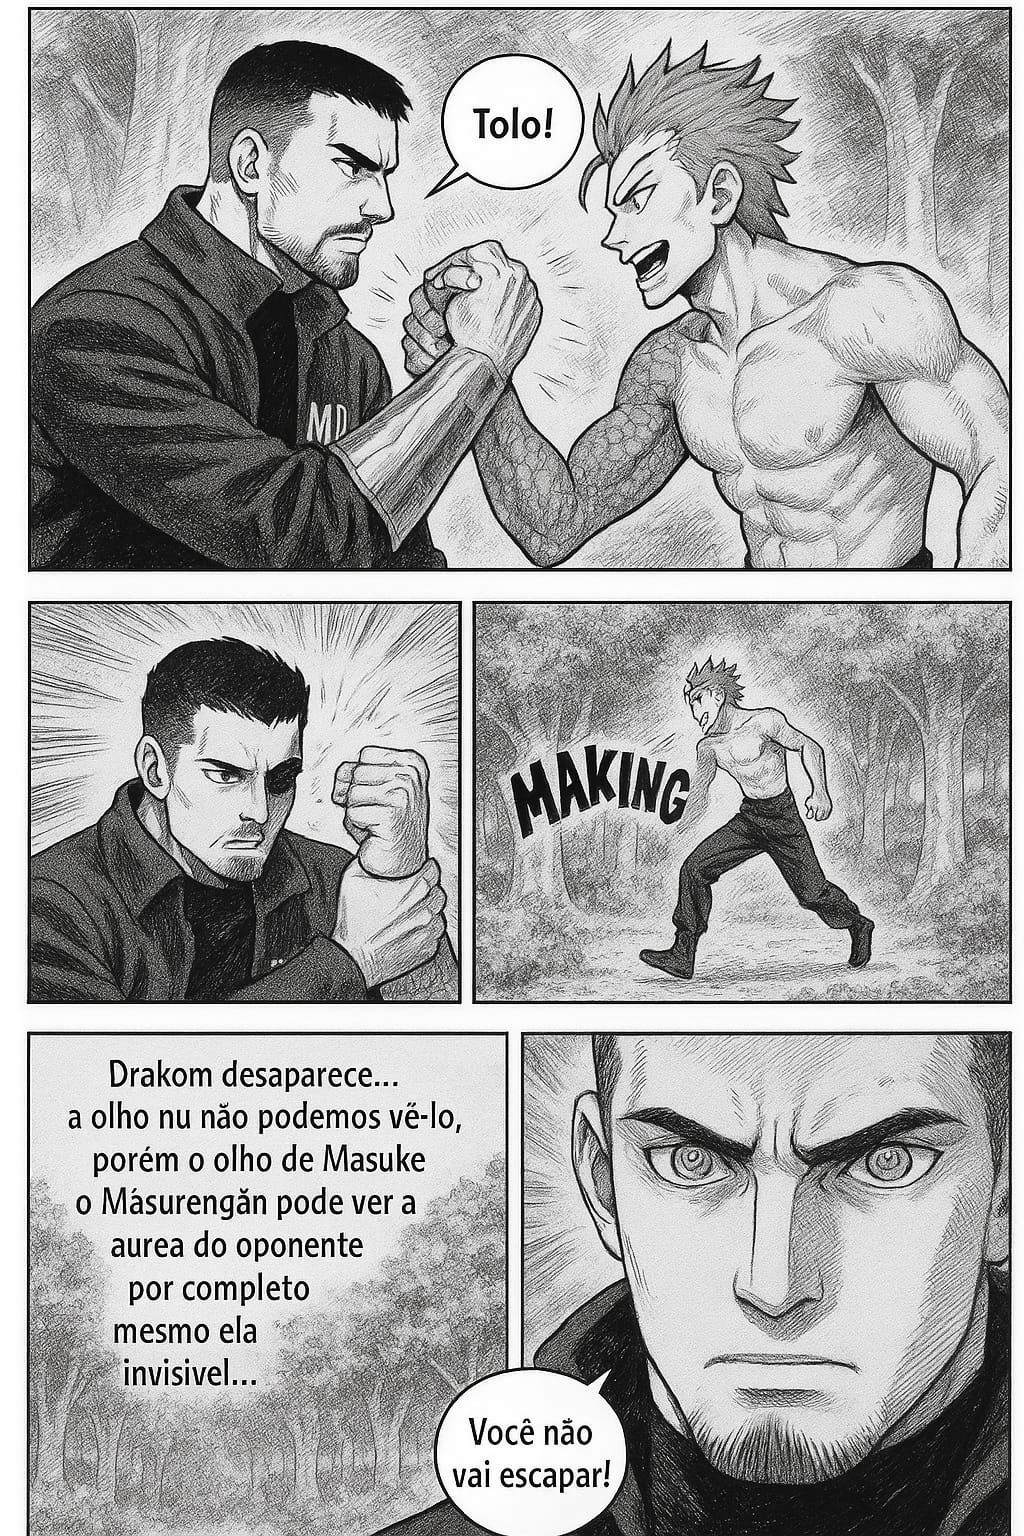 Tolo!
MD
MAKING
Drakom desaparece...
a olho nu não podemos vê-lo,
porém o olho de Masuke
o Másurengăn pode ver a
aurea do oponente
por completo
mesmo ela
invisivel...
Você não
vai escapar!